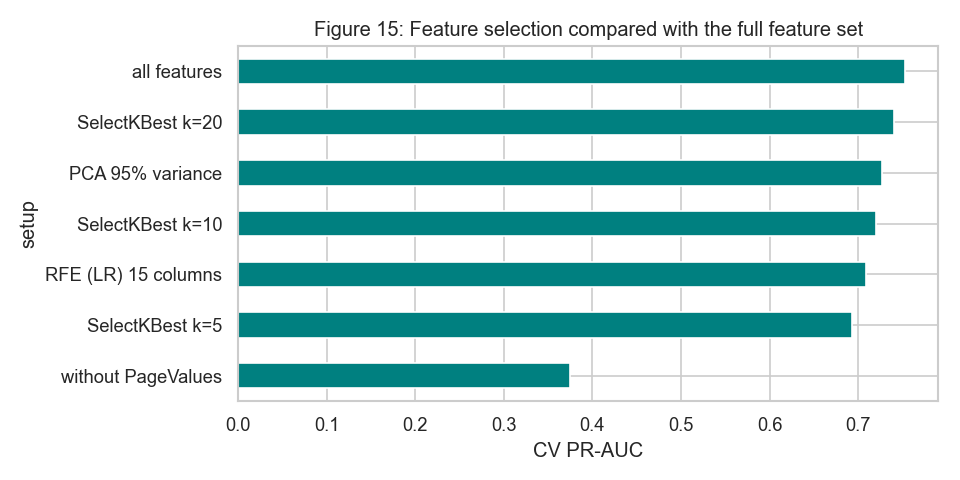 Figure 15: Feature selection compared with the full feature set
setup
all features
SelectKBest k=20
PCA 95% variance
SelectKBest k=10
RFE (LR) 15 columns
SelectKBest k=5
without PageValues
0.0 0.1 0.2 0.3 0.4 0.5 0.6 0.7
CV PR-AUC